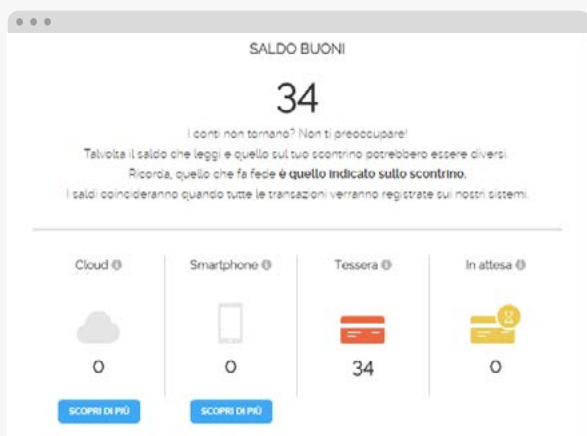 SALDO BUONI
34
I conti non tornano? Non ti preoccupare!
Talvolta il saldo che leggi e quello sul tuo scontrino potrebbero essere diversi.
Ricorda, quello che fa fede è quello indicato sullo scontrino.
I saldi coincideranno quando tutte le transazioni verranno registrate sui nostri sistemi.
Cloud Smartphone Tessera In attesa
0 0 34 0
SCOPRI DI PIÙ SCOPRI DI PIÙ